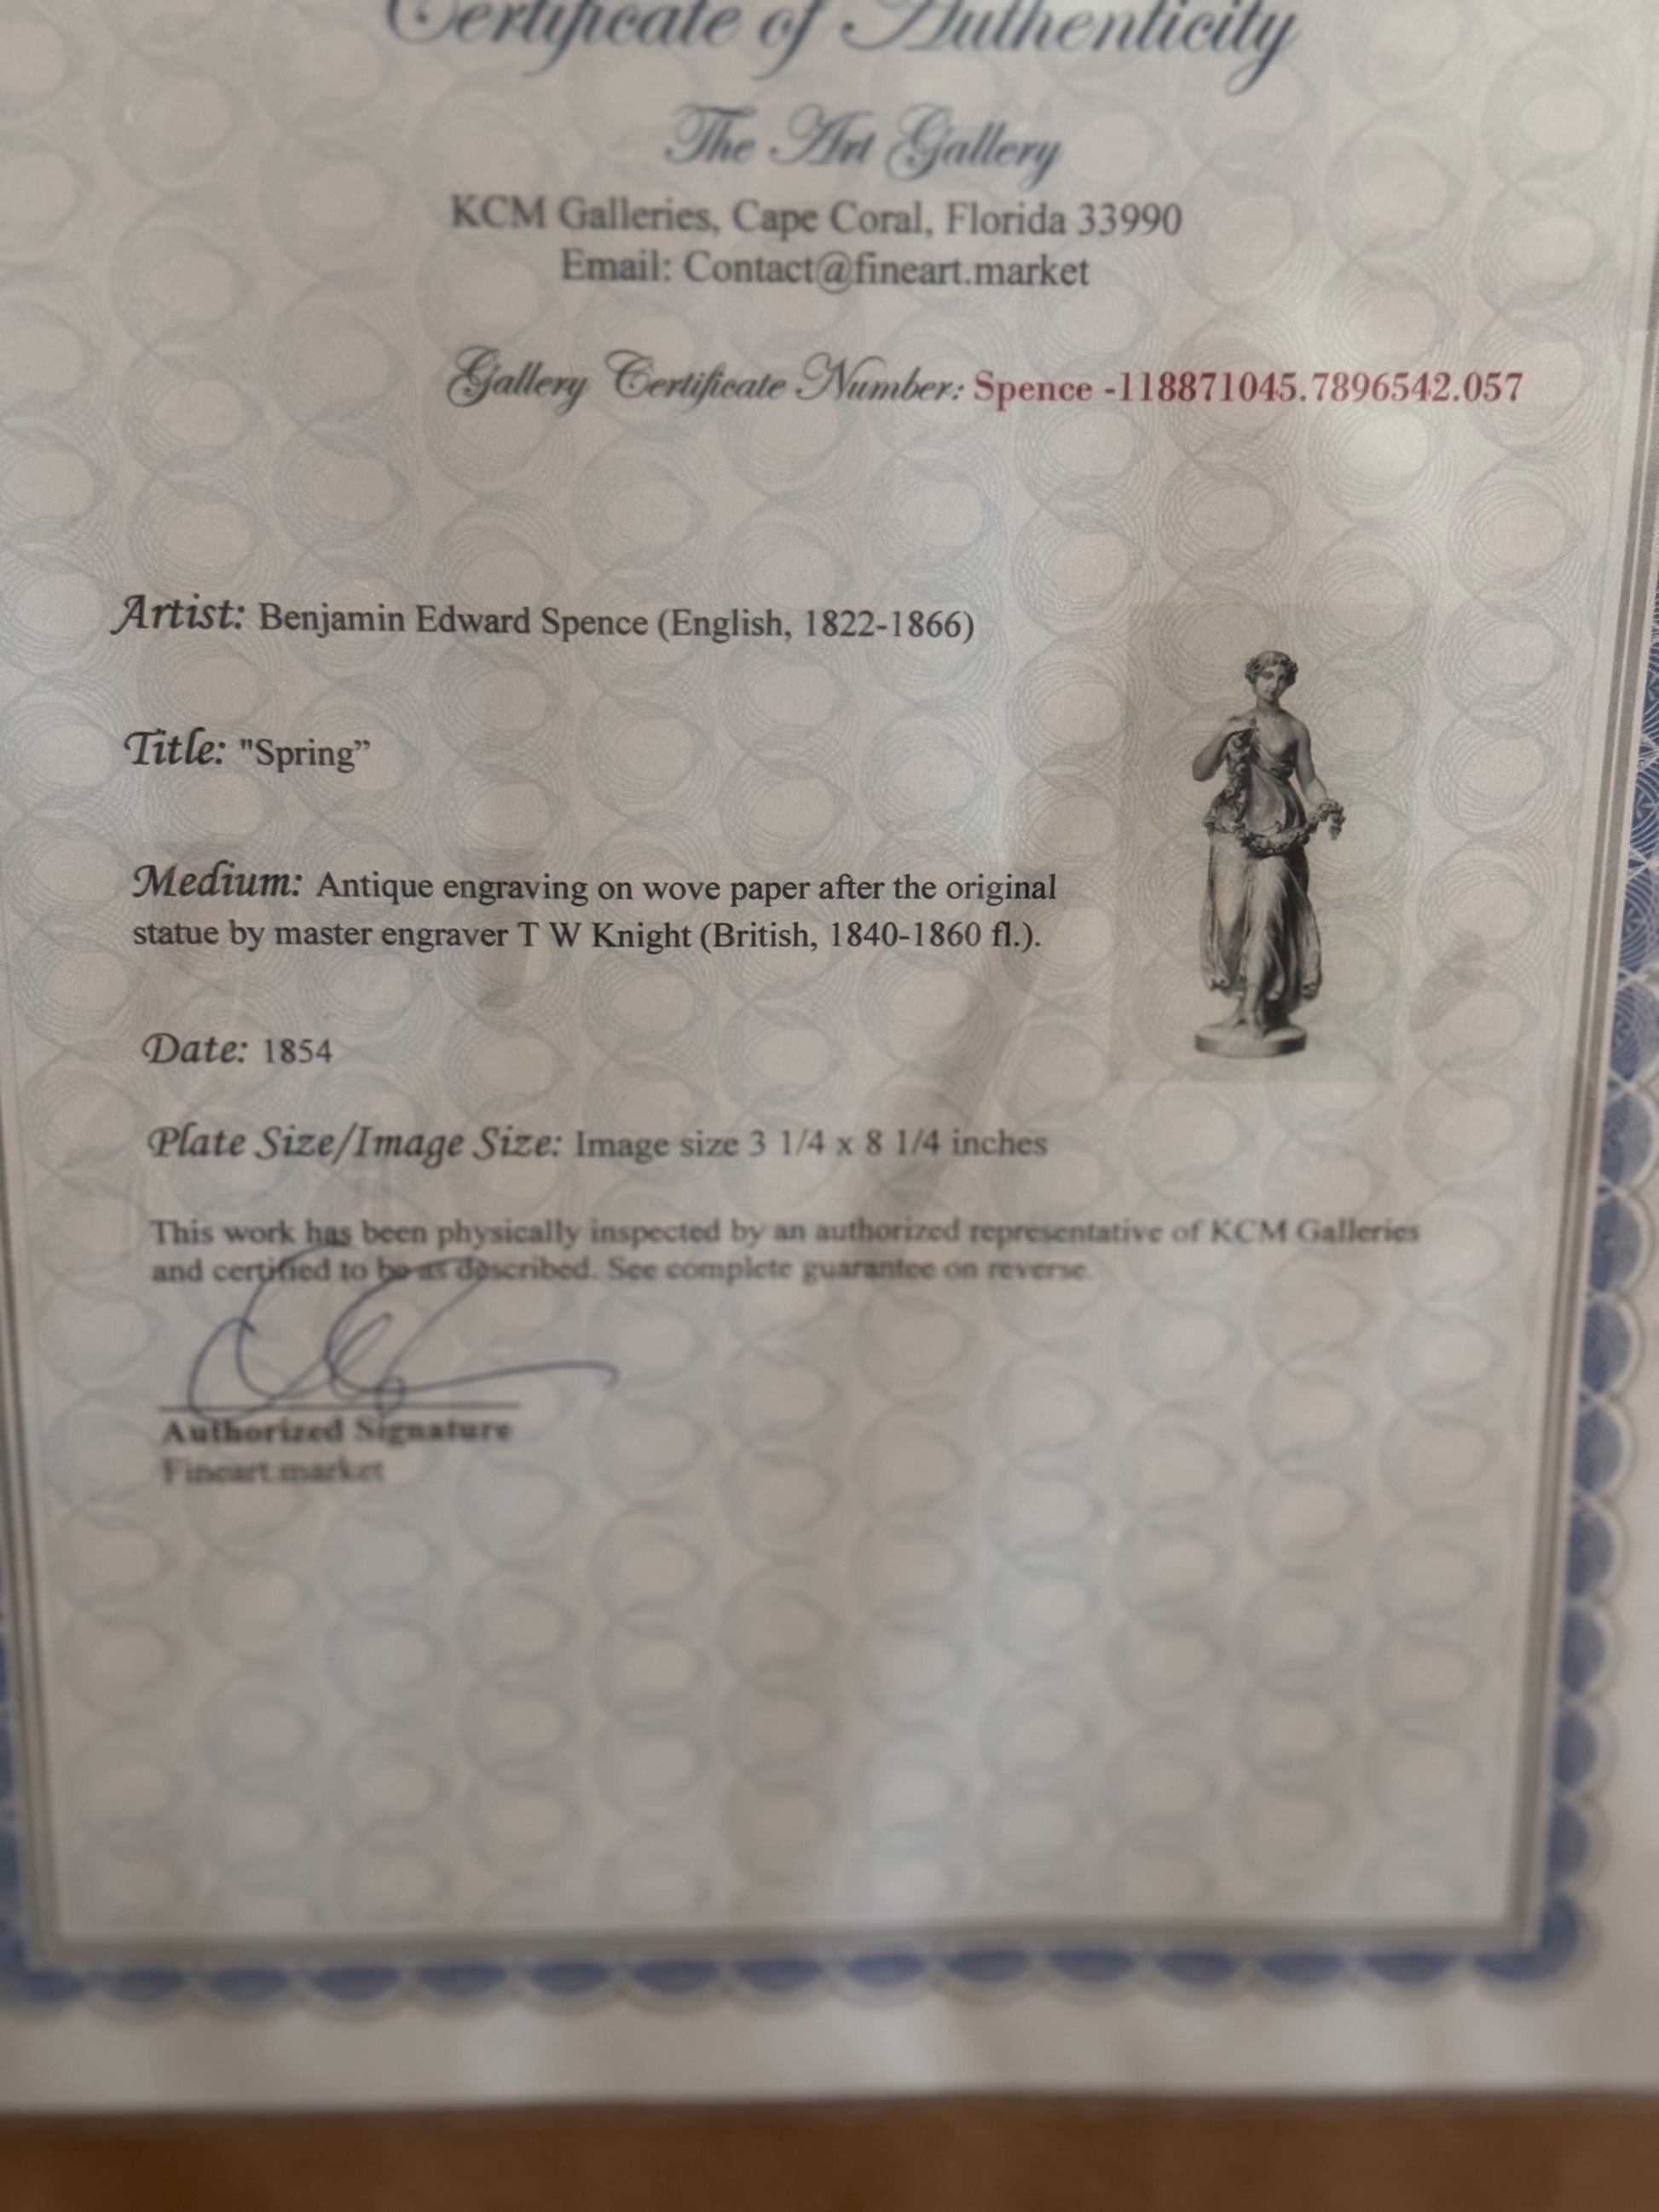 Certificate of Authenticity
The Art Gallery
KCM Galleries, Cape Coral, Florida 33990
Email: Contact@fineart.market
Gallery Certificate Number: Spence -118871045.7896542.057
Artist: Benjamin Edward Spence (English, 1822-1866)
Title: "Spring”
Medium: Antique engraving on wove paper after the original
statue by master engraver T W Knight (British, 1840-1860 fl.).
Date: 1854
Plate Size/Image Size: Image size 3 1/4 x 8 1/4 inches
This work has been physically inspected by an authorized representative of KCM Galleries
and certified to be as described. See complete guarantee on reverse.
Authorized Signature
Fineart.market